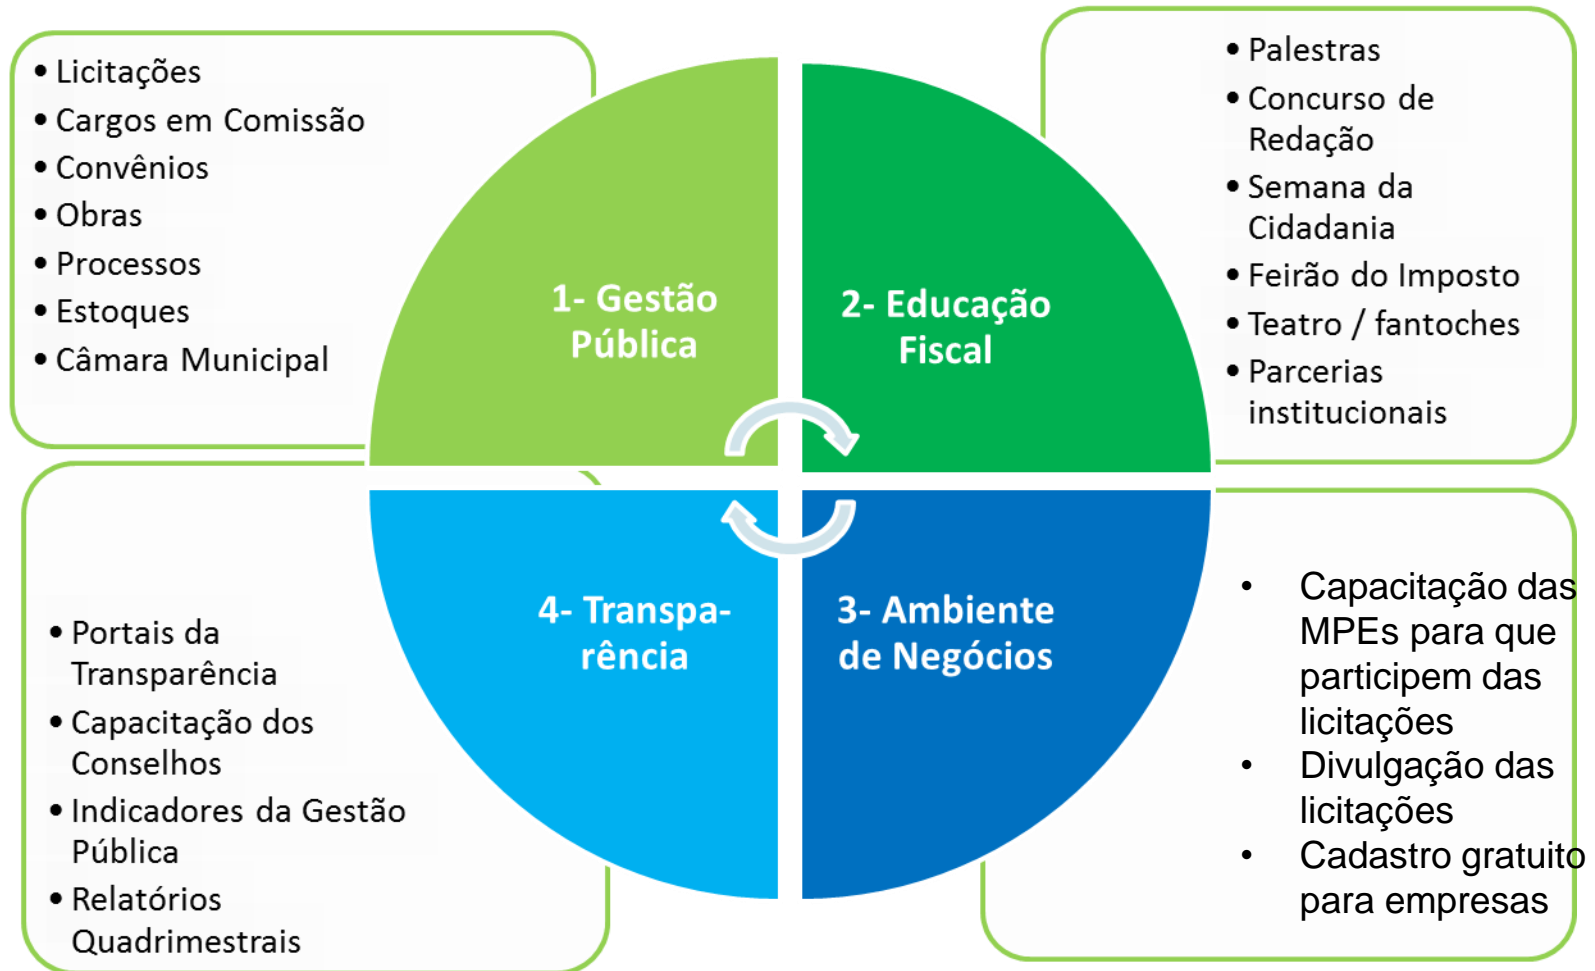 • Licitações
• Cargos em Comissão
• Convênios
• Obras
• Processos
• Estoques
• Câmara Municipal
1- Gestão
Pública
2- Educação
Fiscal
• Palestras
• Concurso de
Redação
• Semana da
Cidadania
• Feirão do Imposto
• Teatro / fantoches
• Parcerias
institucionais
• Portais da
Transparência
• Capacitação dos
Conselhos
• Indicadores da Gestão
Pública
• Relatórios
Quadrimestrais
4- Transpa-
rência
3- Ambiente
de Negócios
• Capacitação das
MPEs para que
participem das
licitações
• Divulgação das
licitações
• Cadastro gratuito
para empresas